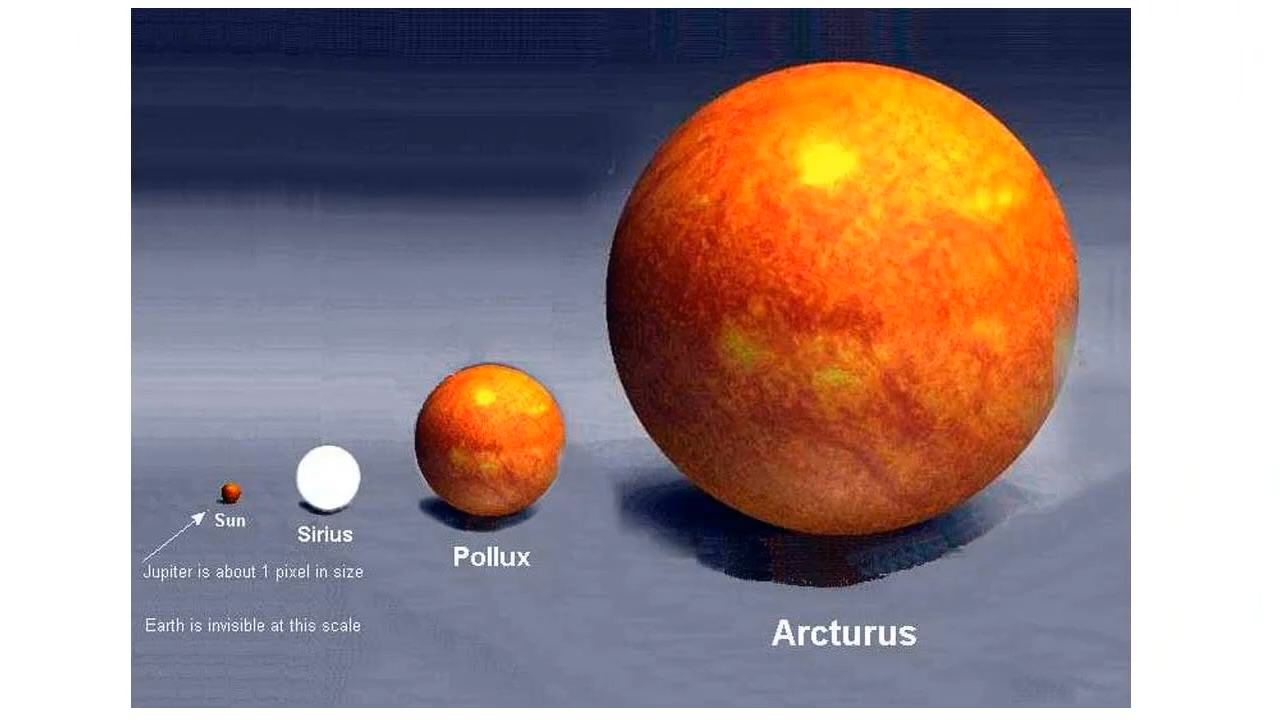 Sun
Sirius
Pollux
Jupiter is about 1 pixel in size
Earth is invisible at this scale
Arcturus